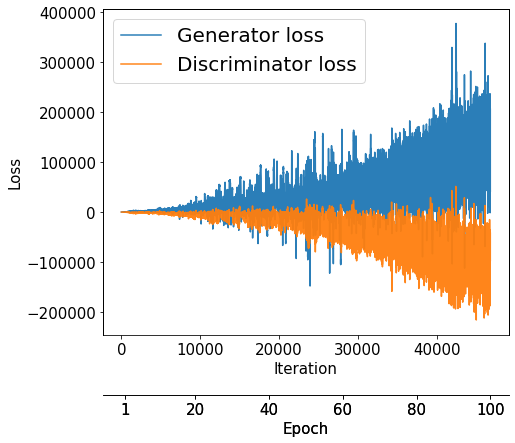 400000
300000
200000
100000
0
−100000
−200000
Loss
Generator loss
Discriminator loss
0 10000 20000 30000 40000
Iteration
1 20 40 60 80 100
Epoch